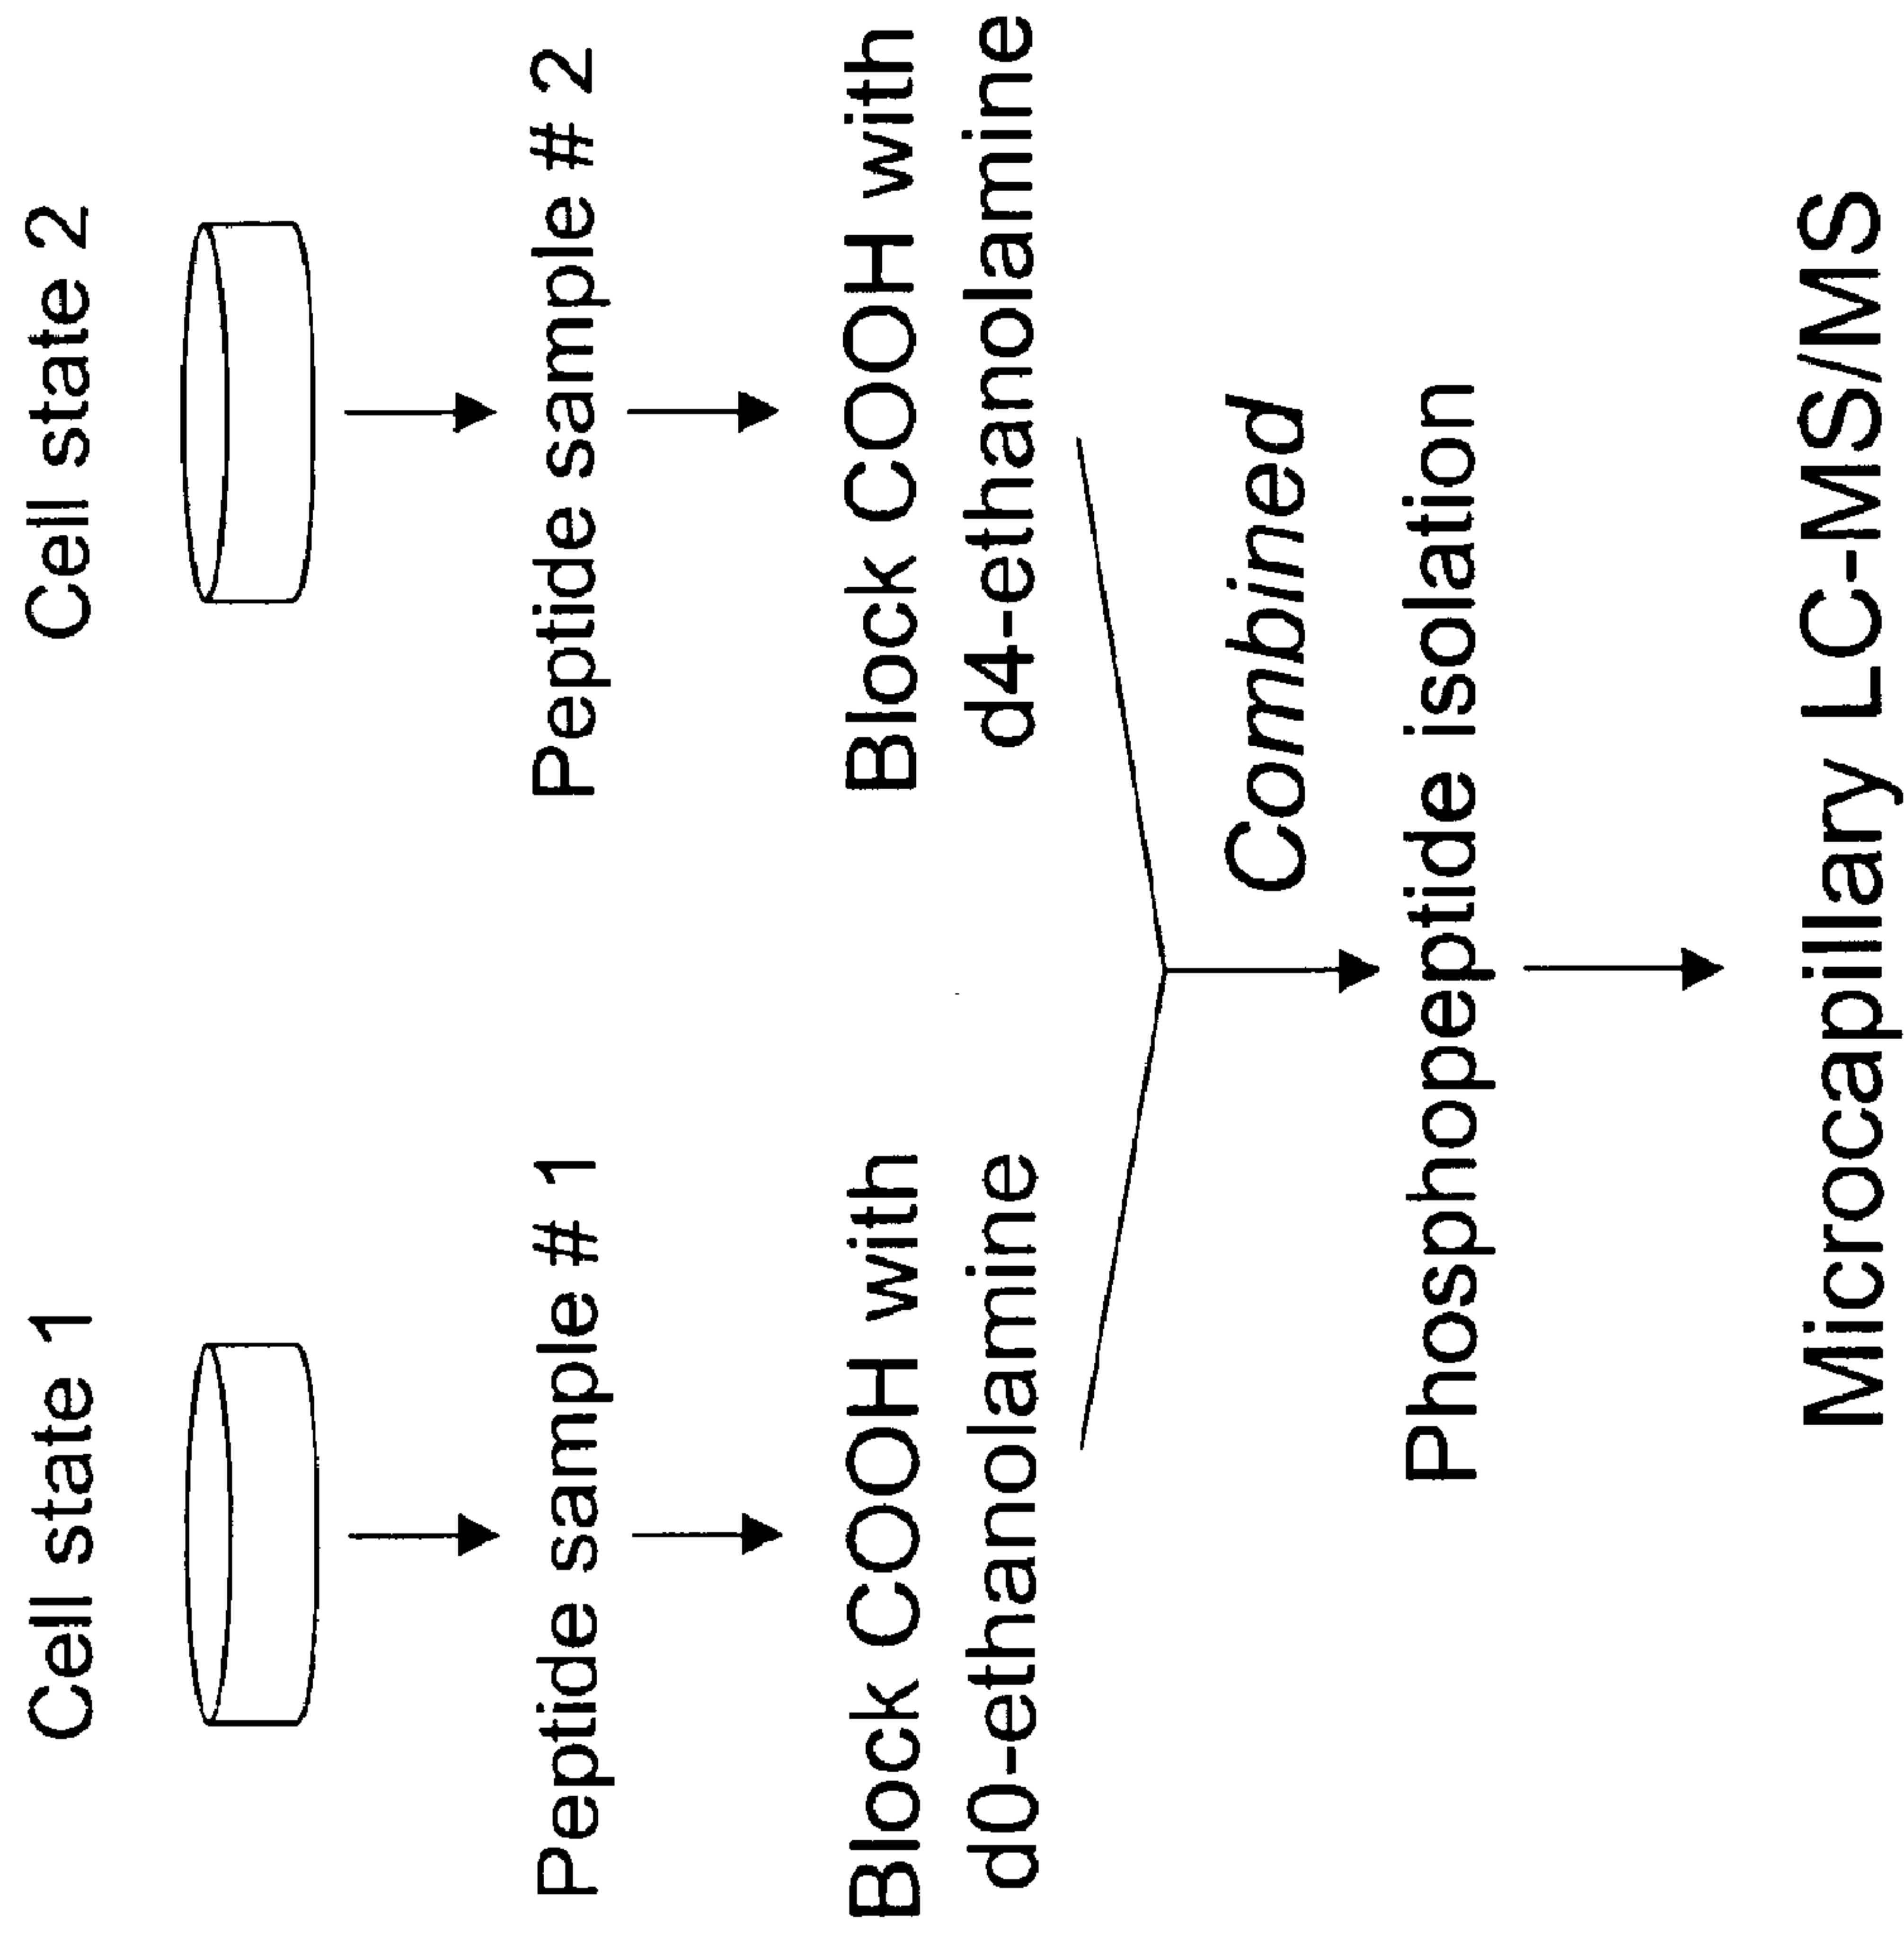 Cell state 1
Cell state 2
Peptide sample # 1
Peptide sample # 2
Block COOH with
d0-ethanolamine
Block COOH with
d4-ethanolamine
Combined
Phosphopeptide isolation
Microcapillary LC-MS/MS